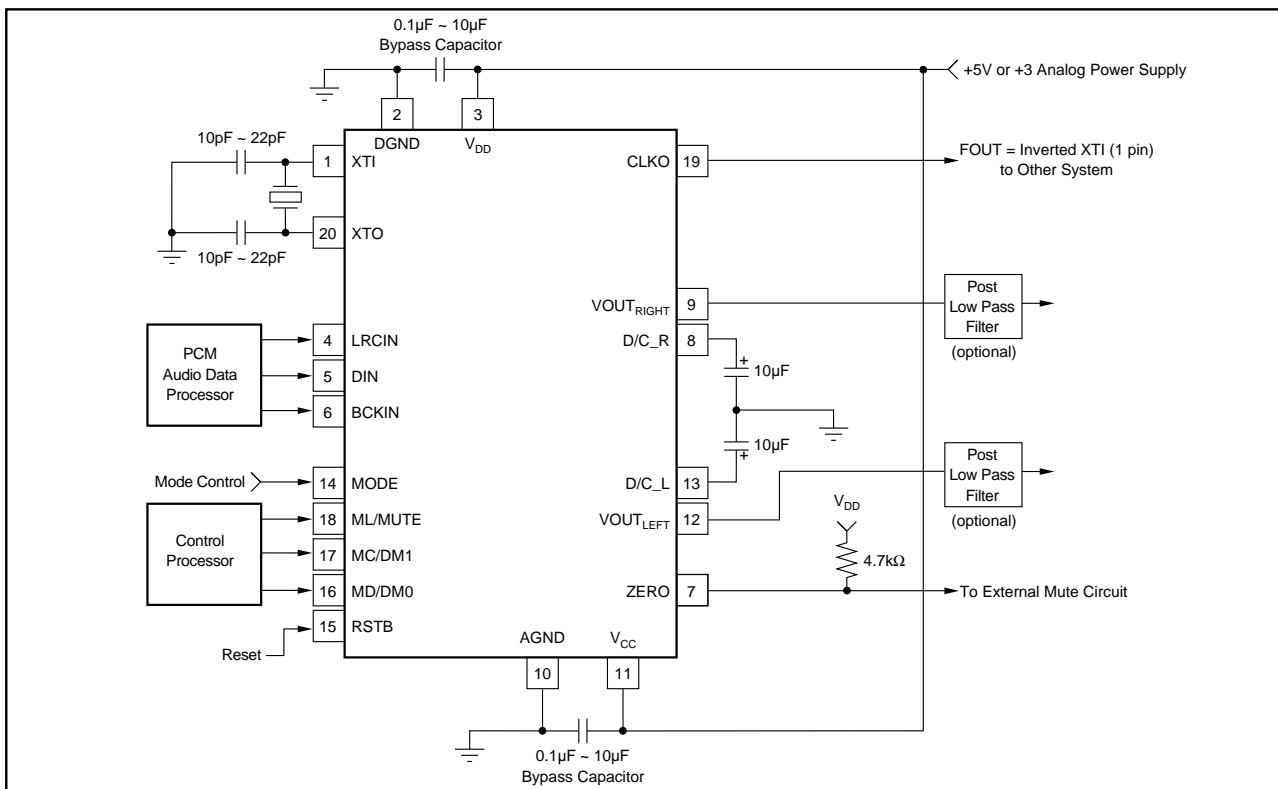 0.1µF ~ 10µF
Bypass Capacitor
+5V or +3 Analog Power Supply
2
3
DGND
VDD
10pF ~ 22pF
1
XTI
CLKO
19
FOUT = Inverted XTI (1 pin)
to Other System
20
XTO
10pF ~ 22pF
VOUTRIGHT
9
Post
Low Pass
Filter
(optional)
PCM
Audio Data
Processor
4
LRCIN
5
DIN
6
BCKIN
D/C_R
8
+
10µF
10µF
+
D/C_L
13
Mode Control
14
MODE
18
ML/MUTE
VOUTLEFT
12
Post
Low Pass
Filter
(optional)
Control
Processor
17
MC/DM1
16
MD/DM0
VDD
4.7kΩ
ZERO
7
To External Mute Circuit
15
RSTB
Reset
AGND
VCC
10
11
0.1µF ~ 10µF
Bypass Capacitor